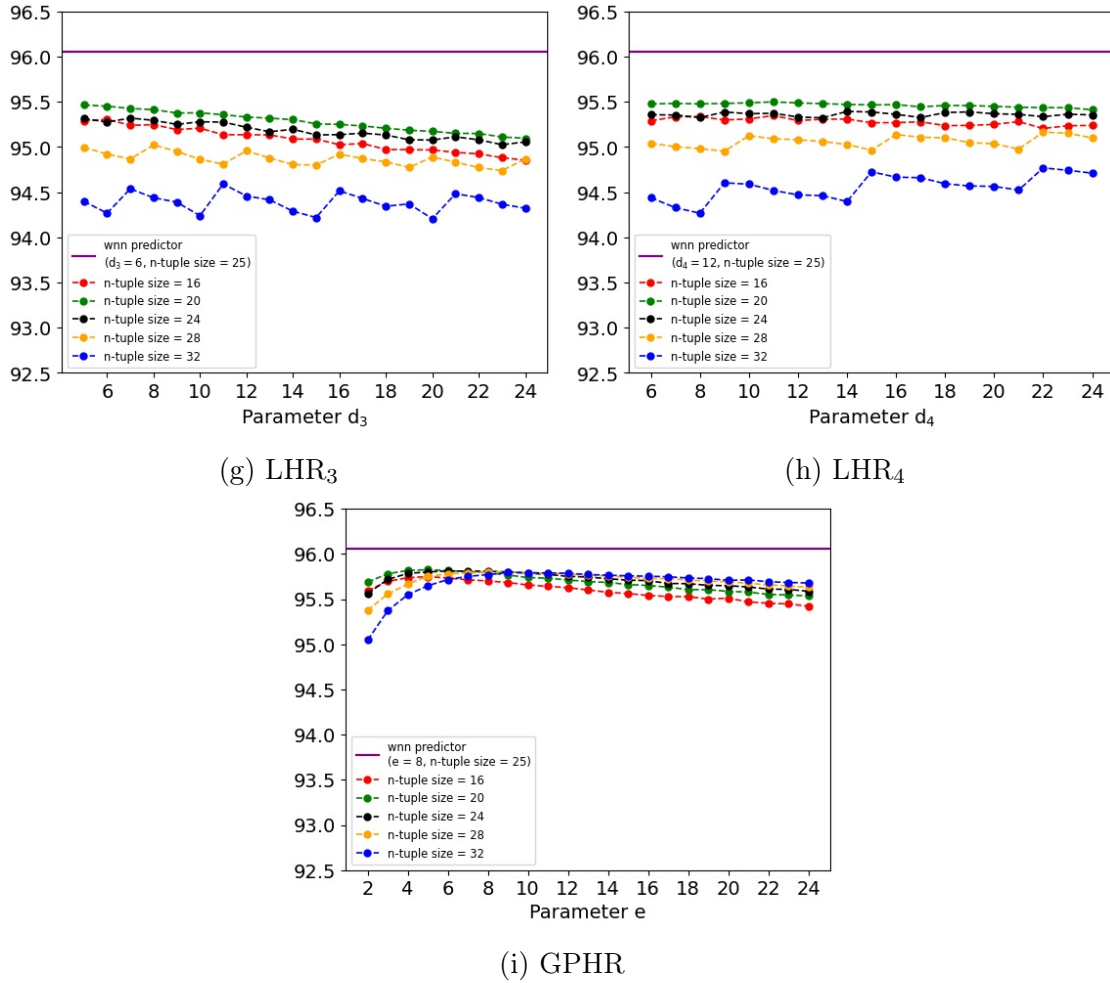 96.5
96.0
95.5
95.0
94.5
94.0
93.5
93.0
92.5
wnn predictor
(d₃ = 6, n-tuple size = 25)
n-tuple size = 16
n-tuple size = 20
n-tuple size = 24
n-tuple size = 28
n-tuple size = 32
6 8 10 12 14 16 18 20 22 24
Parameter d₃
(g) LHR₃
96.5
96.0
95.5
95.0
94.5
94.0
93.5
93.0
92.5
wnn predictor
(d₄ = 12, n-tuple size = 25)
n-tuple size = 16
n-tuple size = 20
n-tuple size = 24
n-tuple size = 28
n-tuple size = 32
6 8 10 12 14 16 18 20 22 24
Parameter d₄
(h) LHR₄
96.5
96.0
95.5
95.0
94.5
94.0
93.5
93.0
92.5
wnn predictor
(e = 8, n-tuple size = 25)
n-tuple size = 16
n-tuple size = 20
n-tuple size = 24
n-tuple size = 28
n-tuple size = 32
2 4 6 8 10 12 14 16 18 20 22 24
Parameter e
(i) GPHR